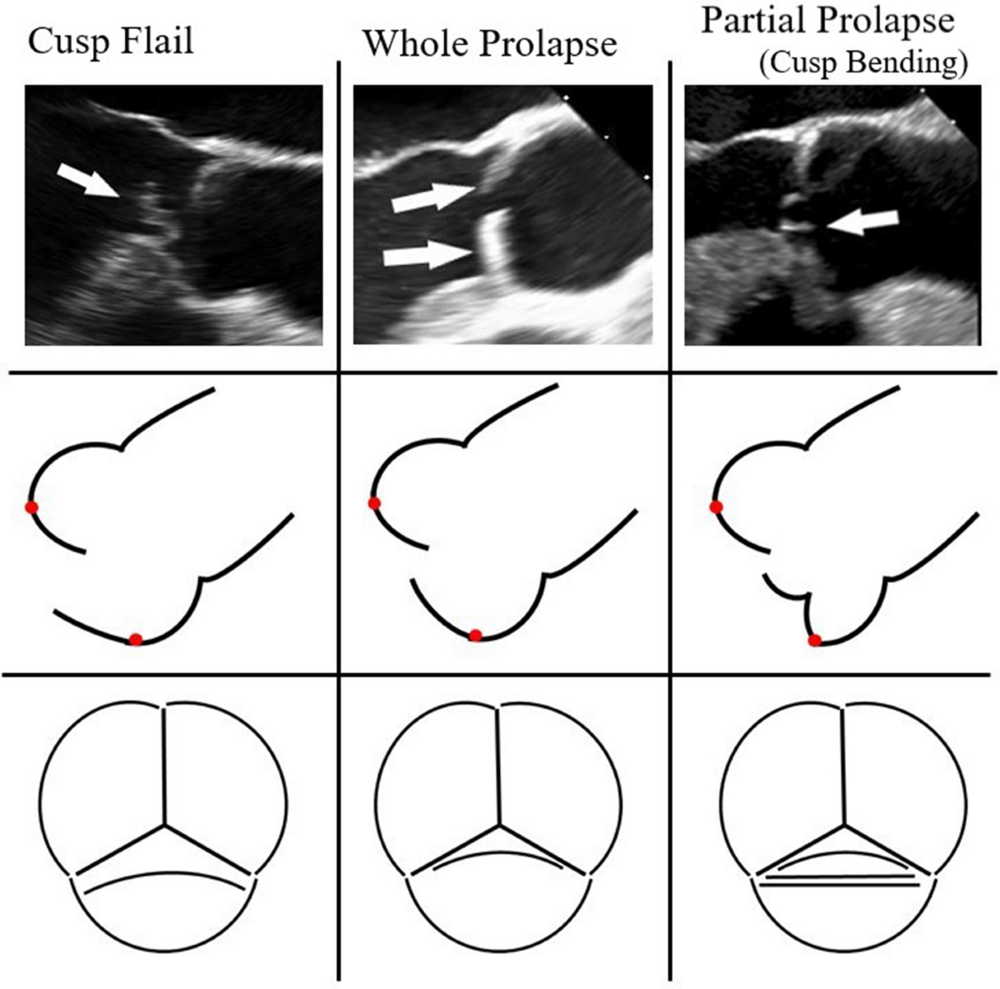 Cusp Flail
Whole Prolapse
Partial Prolapse
(Cusp Bending)